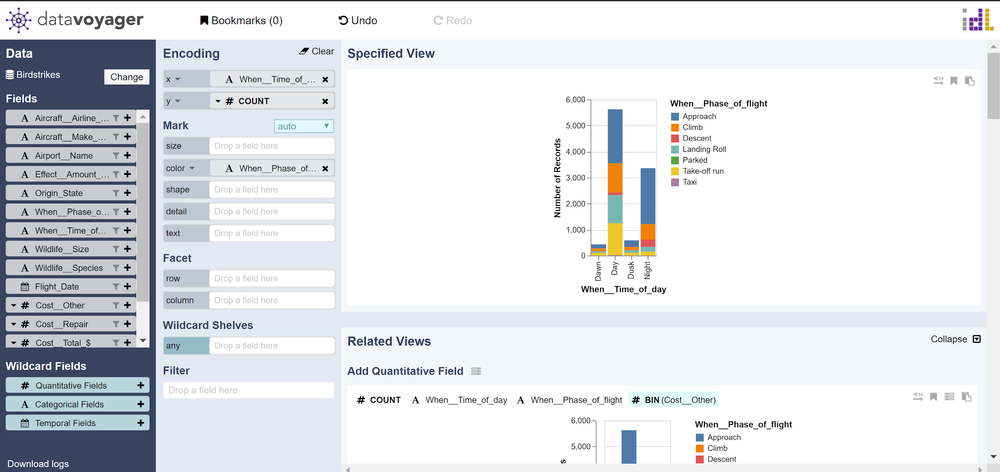 datavoyager
Bookmarks (0)
Undo
Redo
idl
Data
Birdstrikes
Change
Fields
A Aircraft__Airline_...
A Aircraft__Make_...
A Airport__Name
A Effect__Amount_...
A Origin_State
A When__Phase_o...
A When__Time_of...
A Wildlife__Size
A Wildlife__Species
Flight_Date
# Cost__Other
# Cost__Repair
# Cost__Total_$
Wildcard Fields
# Quantitative Fields
A Categorical Fields
Temporal Fields
Download logs
Encoding
Clear
x A When__Time_of_...
y # COUNT
Mark auto
size Drop a field here
color A When__Phase_of...
shape Drop a field here
detail Drop a field here
text Drop a field here
Facet
row Drop a field here
column Drop a field here
Wildcard Shelves
any Drop a field here
Filter
Drop a field here
Specified View
6,000
5,000
4,000
3,000
2,000
1,000
0
Number of Records
Dawn
Day
Dusk
Night
When__Time_of_day
When__Phase_of_flight
Approach
Climb
Descent
Landing Roll
Parked
Take-off run
Taxi
Related Views
Collapse
Add Quantitative Field
# COUNT A When__Time_of_day A When__Phase_of_flight # BIN (Cost__Other)
6,000
5,000
s
When__Phase_of_flight
Approach
Climb
Descent